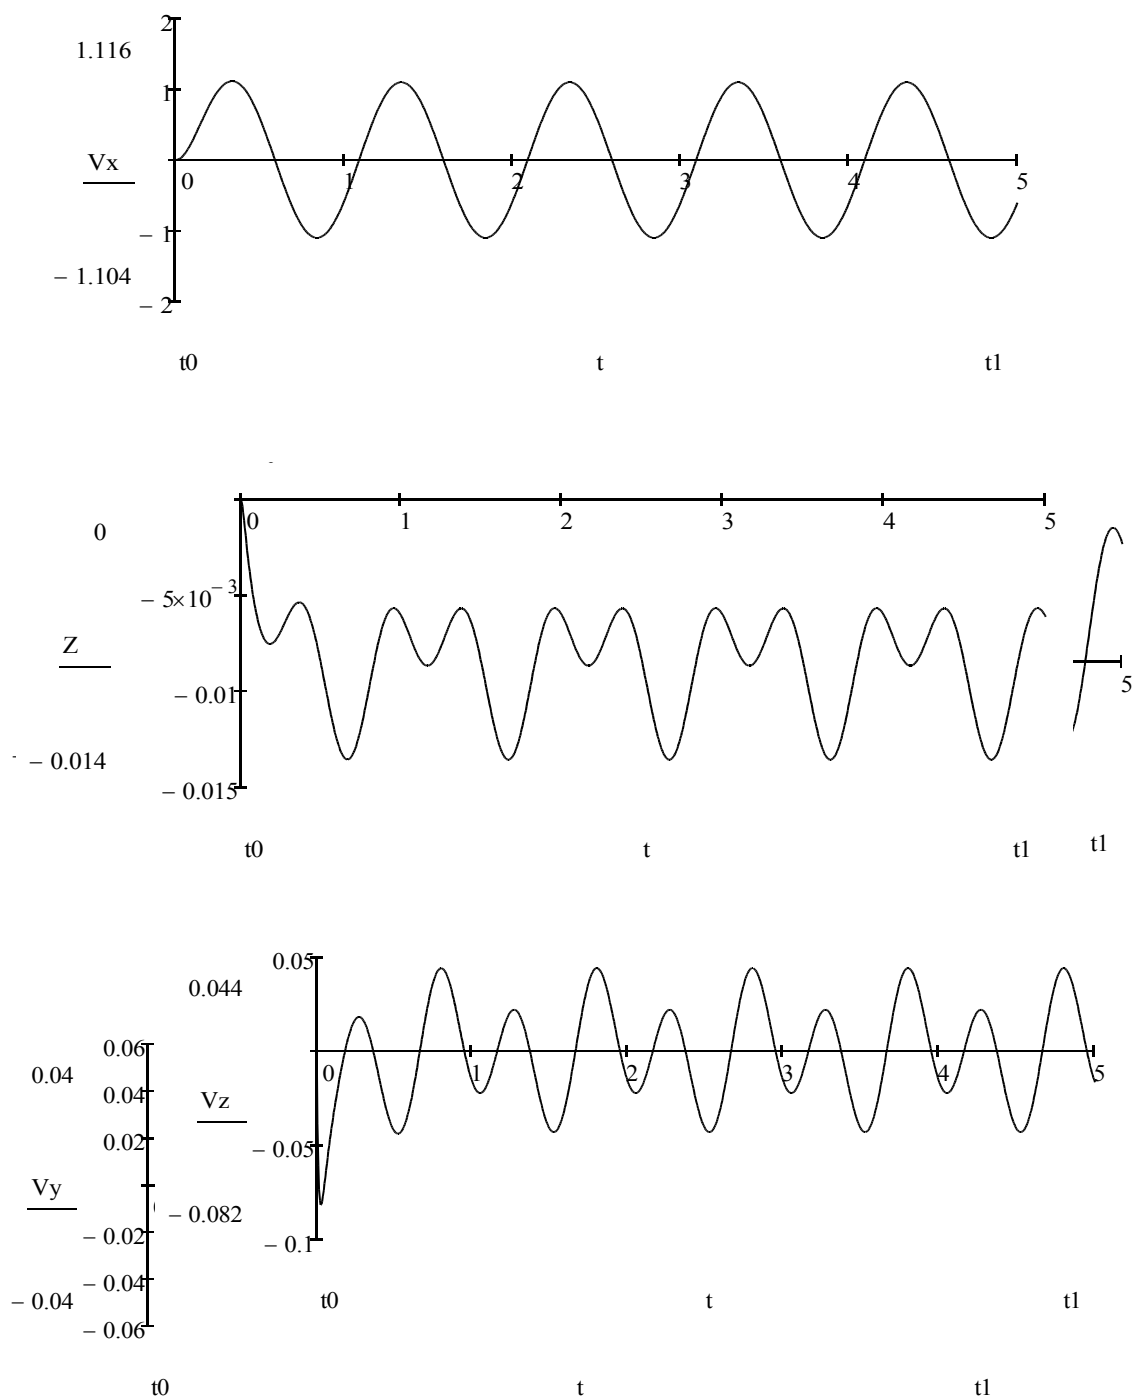 2
1.116
1
Vx
0 1 2 3 4 5
− 1
− 1.104
− 2
t0 t t1
0 1 2 3 4 5
0
− 5×10⁻³
Z
− 0.01 5
− 0.014
− 0.015
t0 t t1 t1
0.05
0.044
0.06
0.04 0 1 2 3 4 5
0.04
Vz
0.02 − 0.05
Vy
− 0.082
− 0.02 − 0.1
− 0.04
− 0.04 t0 t t1
− 0.06
t0 t t1